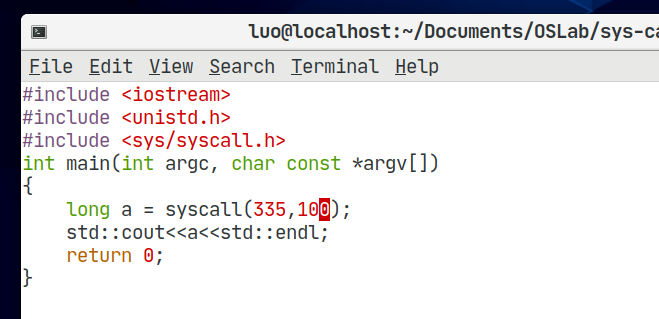 luo@localhost:~/Documents/OSLab/sys-ca
File Edit View Search Terminal Help
#include <iostream>
#include <unistd.h>
#include <sys/syscall.h>
int main(int argc, char const *argv[])
{
    long a = syscall(335,100);
    std::cout<<a<<std::endl;
    return 0;
}